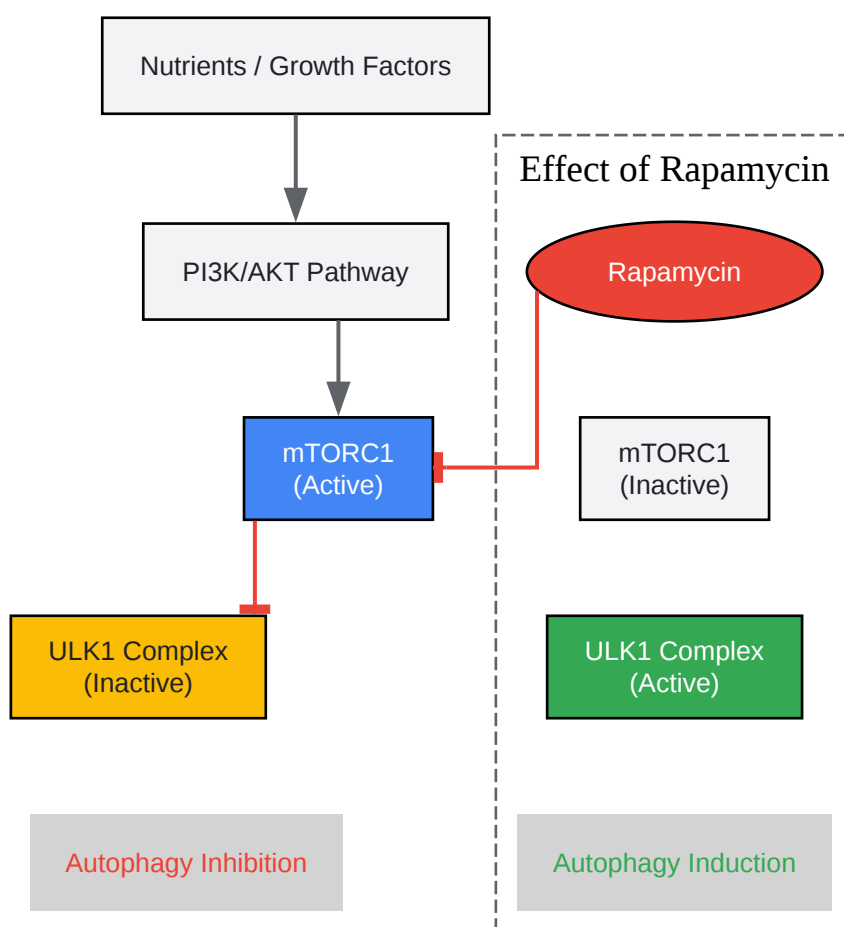 Nutrients / Growth Factors
Effect of Rapamycin
PI3K/AKT Pathway
Rapamycin
mTORC1
(Active)
mTORC1
(Inactive)
ULK1 Complex
(Inactive)
ULK1 Complex
(Active)
Autophagy Inhibition
Autophagy Induction